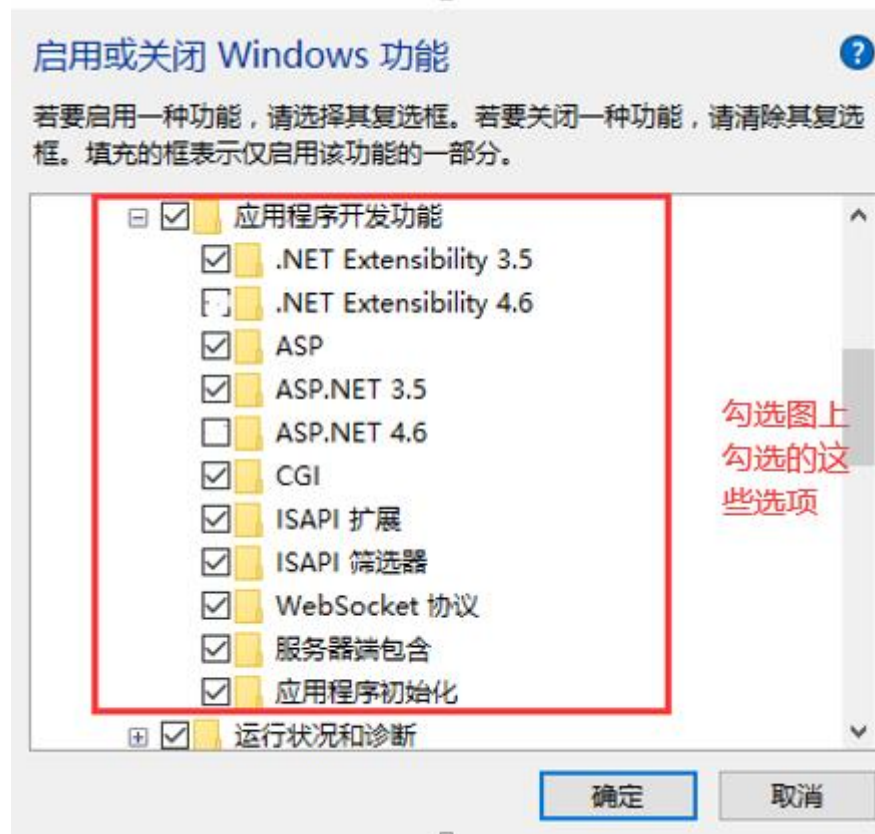 启用或关闭 Windows 功能
?
若要启用一种功能，请选择其复选框。若要关闭一种功能，请清除其复选
框。填充的框表示仅启用该功能的一部分。
应用程序开发功能
.NET Extensibility 3.5
.NET Extensibility 4.6
ASP
ASP.NET 3.5
ASP.NET 4.6
CGI
ISAPI 扩展
ISAPI 筛选器
WebSocket 协议
服务器端包含
应用程序初始化
运行状况和诊断
勾选图上
勾选的这
些选项
确定
取消